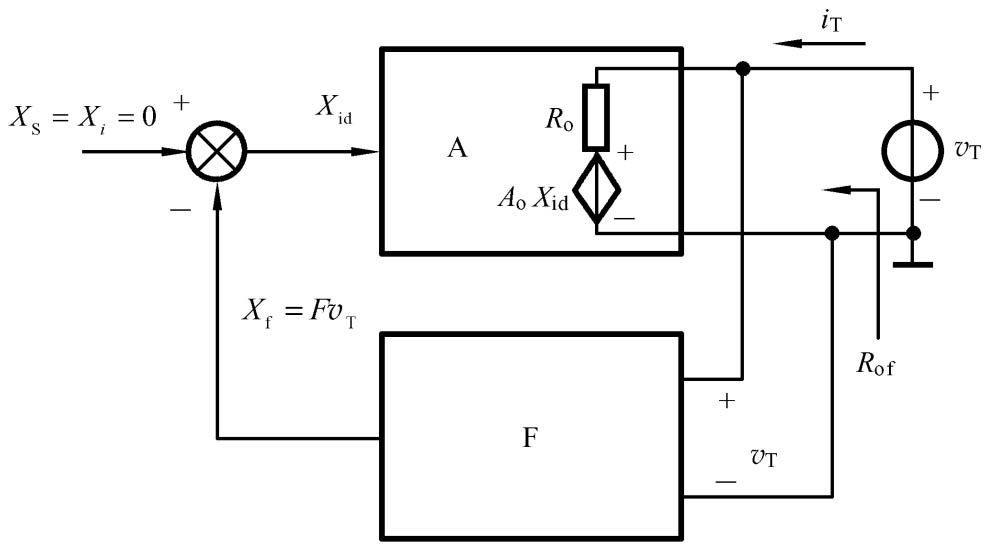 i_T
X_S = X_i = 0
+
X_id
R_o
+
A
A_o X_id
−
+
v_T
−
−
X_f = Fv_T
R_of
+
F
v_T
−